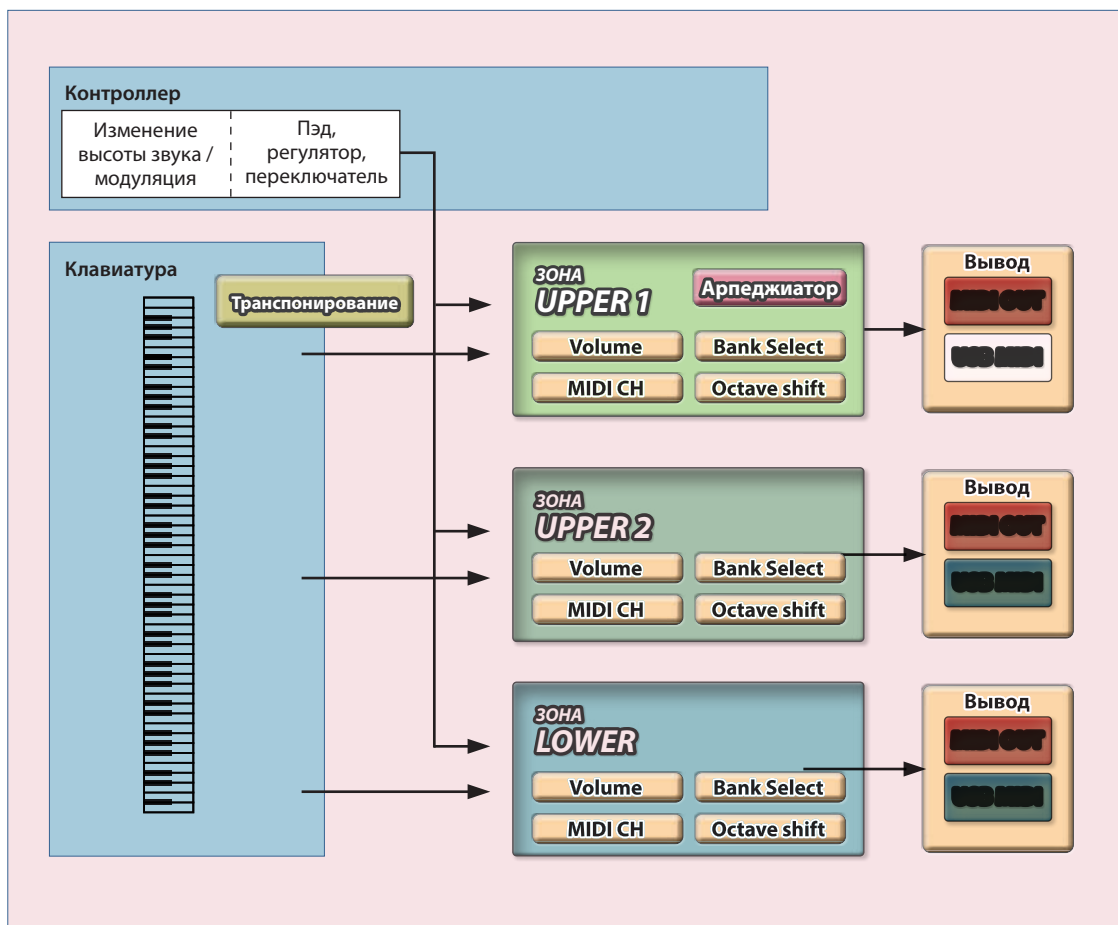 Контроллер
Изменение
высоты звука /
модуляция
Пэд,
регулятор,
переключатель
Клавиатура
Транспонирование
ЗОНА
UPPER 1
Арпеджиатор
Volume
Bank Select
MIDI CH
Octave shift
Вывод
MIDI OUT
USB MIDI
ЗОНА
UPPER 2
Volume
Bank Select
MIDI CH
Octave shift
Вывод
MIDI OUT
USB MIDI
ЗОНА
LOWER
Volume
Bank Select
MIDI CH
Octave shift
Вывод
MIDI OUT
USB MIDI